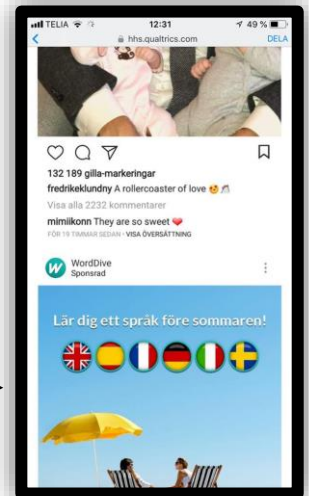 TELIA 12:31 49 %
hhs.qualtrics.com DELA
132 189 gilla-markeringar
fredrikeklundny A rollercoaster of love
Visa alla 2232 kommentarer
mimiikonn They are so sweet
FÖR 19 TIMMAR SEDAN • VISA ÖVERSÄTTNING
W WordDive
Sponsrad
Lär dig ett språk före sommaren!